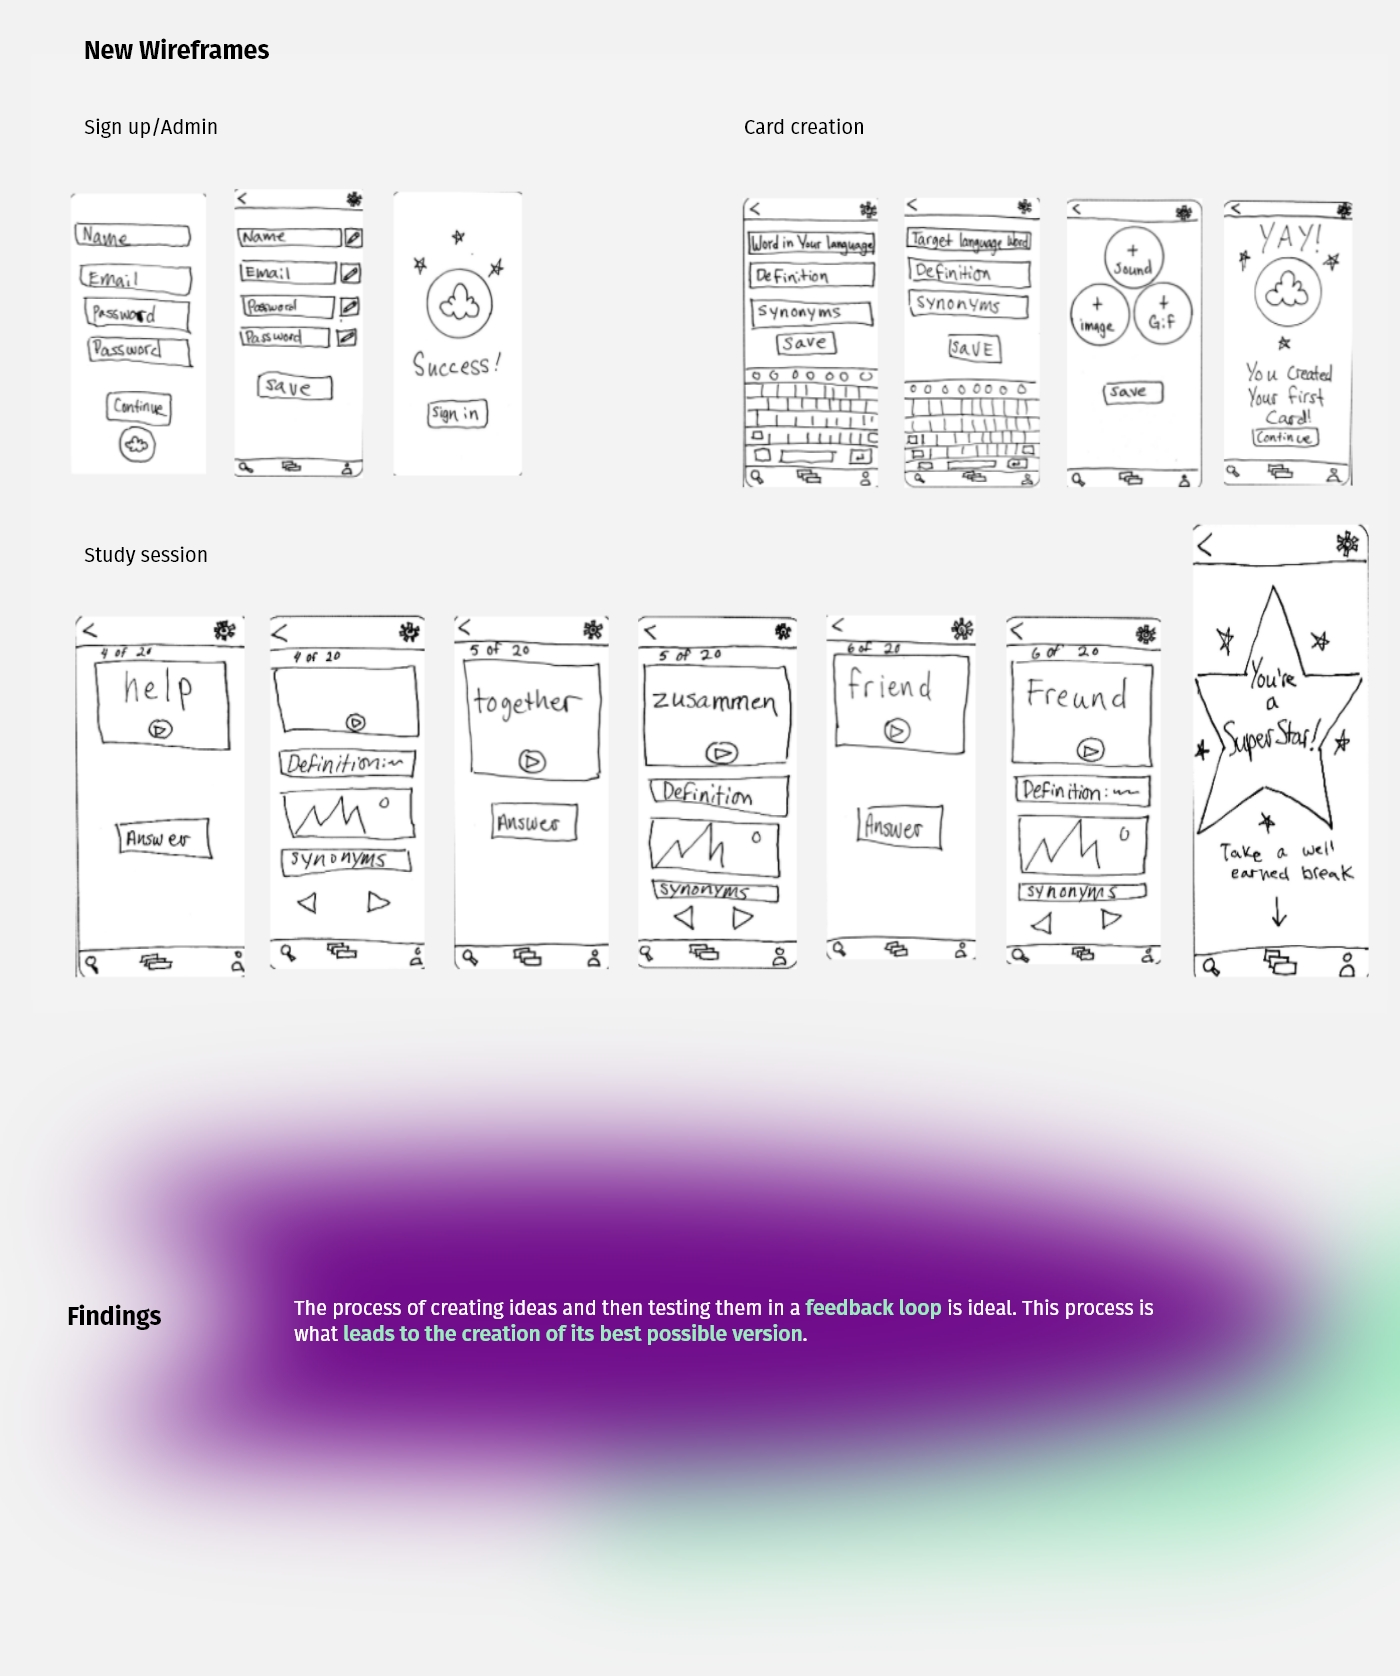 New Wireframes
Sign up/Admin
Name
Email
Password
Password
Continue
Name
Email
Password
Password
save
Success!
Sign in
Card creation
Word in Your language
Definition
Synonyms
Save
Target language Word
Definition
Synonyms
SAVE
+
Sound
+
image
+
Gif
save
YAY!
You Created
Your first
Card!
Continue
Study session
4 of 20
help
Answer
4 of 20
Definition:
synonyms
5 of 20
together
Answer
5 of 20
zusammen
Definition
synonyms
6 of 20
friend
Answer
6 of 20
Freund
Definition:
synonyms
You're
a
SuperStar!
Take a well
earned break
Findings
The process of creating ideas and then testing them in a feedback loop is ideal. This process is
what leads to the creation of its best possible version.